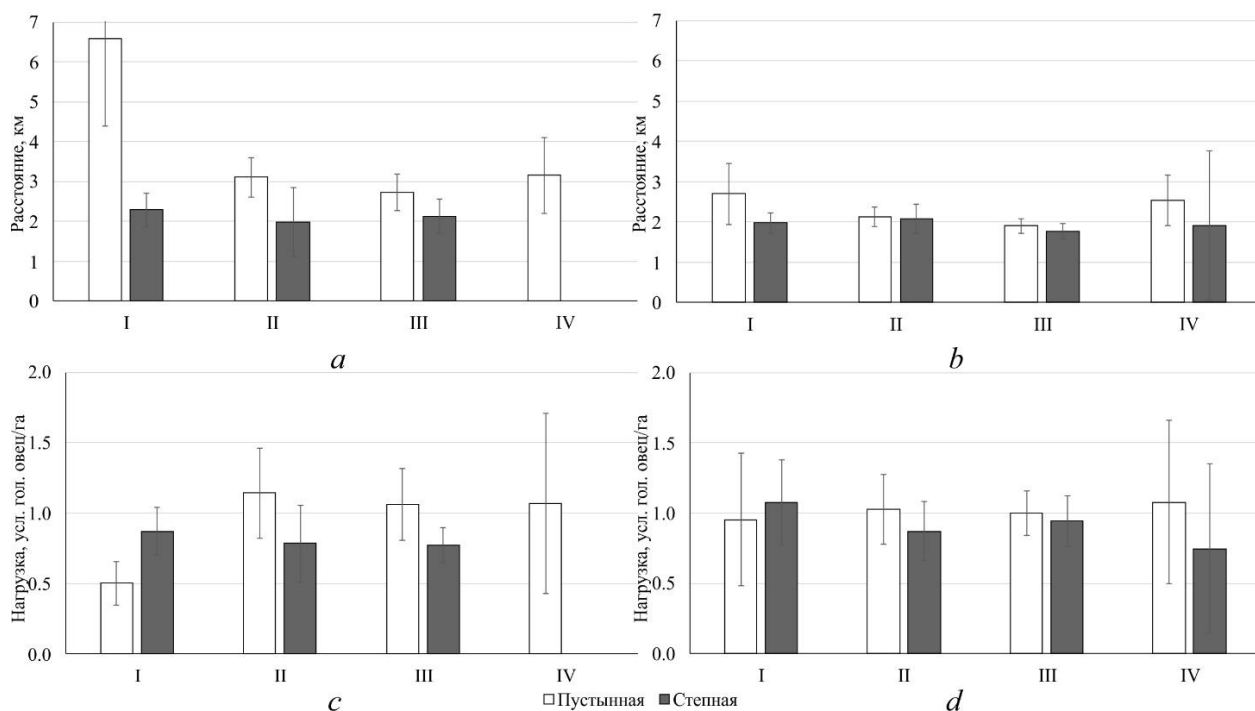 Расстояние, км
7
6
5
4
3
2
1
0
I II III IV
a
Расстояние, км
7
6
5
4
3
2
1
0
I II III IV
b
Нагрузка, усл. гол. овец/га
2.0
1.5
1.0
0.5
0.0
I II III IV
c
Нагрузка, усл. гол. овец/га
2.0
1.5
1.0
0.5
0.0
I II III IV
d
Пустынная Степная